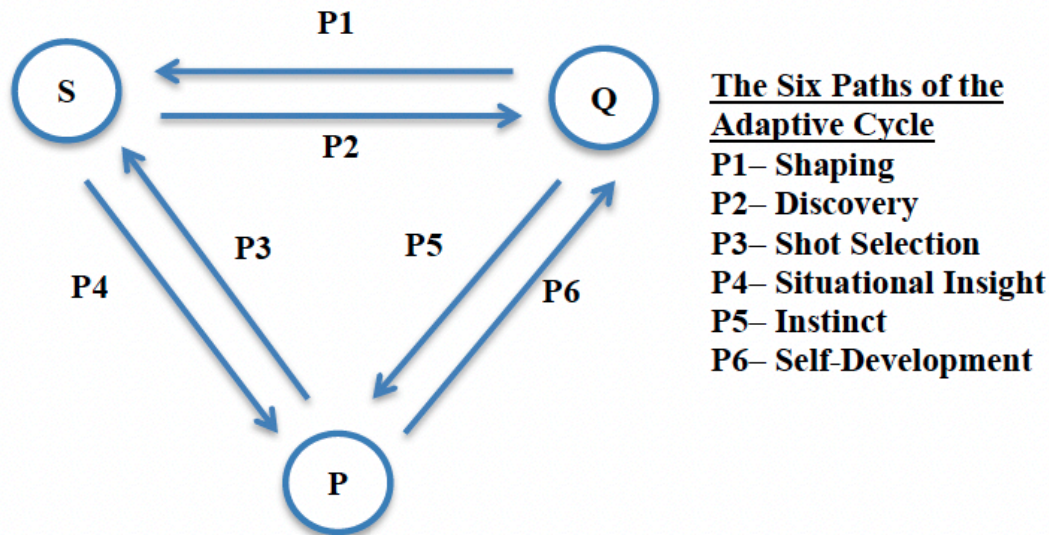 P1
S
Q
P2
P3
P4
P5
P6
P
The Six Paths of the
Adaptive Cycle
P1– Shaping
P2– Discovery
P3– Shot Selection
P4– Situational Insight
P5– Instinct
P6– Self-Development